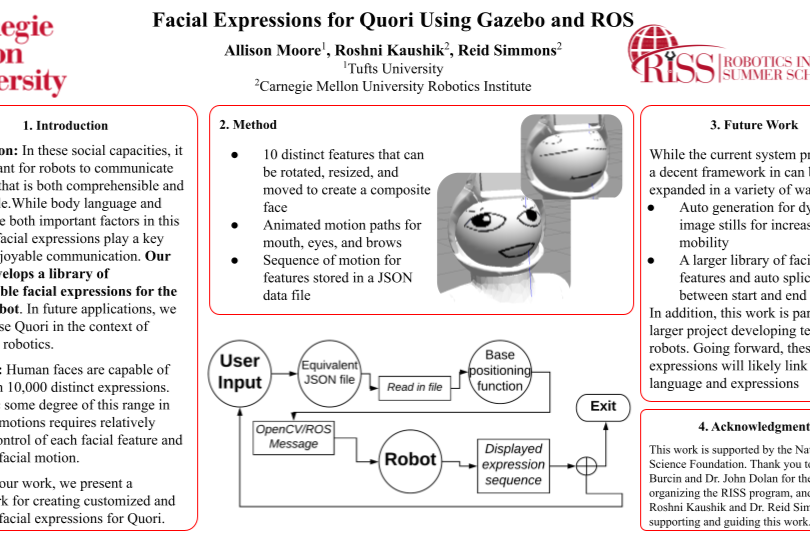 egie
on
ersity
Facial Expressions for Quori Using Gazebo and ROS
Allison Moore1, Roshni Kaushik2, Reid Simmons2
1Tufts University
2Carnegie Mellon University Robotics Institute
RISS ROBOTICS IN
SUMMER SCH
1. Introduction
on: In these social capacities, it
ant for robots to communicate
that is both comprehensible and
le.While body language and
e both important factors in this
facial expressions play a key
joyable communication. Our
velops a library of
ble facial expressions for the
bot. In future applications, we
se Quori in the context of
robotics.
: Human faces are capable of
n 10,000 distinct expressions.
some degree of this range in
motions requires relatively
ontrol of each facial feature and
facial motion.
our work, we present a
rk for creating customized and
facial expressions for Quori.
2. Method
● 10 distinct features that can
be rotated, resized, and
moved to create a composite
face
● Animated motion paths for
mouth, eyes, and brows
● Sequence of motion for
features stored in a JSON
data file
User
Input
Equivalent
JSON file
Read in file
Base
positioning
function
OpenCV/ROS
Message
Robot
Displayed
expression
sequence
Exit
3. Future Work
While the current system pr
a decent framework in can b
expanded in a variety of wa
● Auto generation for dy
image stills for increas
mobility
● A larger library of faci
features and auto splic
between start and end
In addition, this work is par
larger project developing te
robots. Going forward, thes
expressions will likely link
language and expressions
4. Acknowledgment
This work is supported by the Nat
Science Foundation. Thank you to
Burcin and Dr. John Dolan for the
organizing the RISS program, and
Roshni Kaushik and Dr. Reid Sim
supporting and guiding this work.